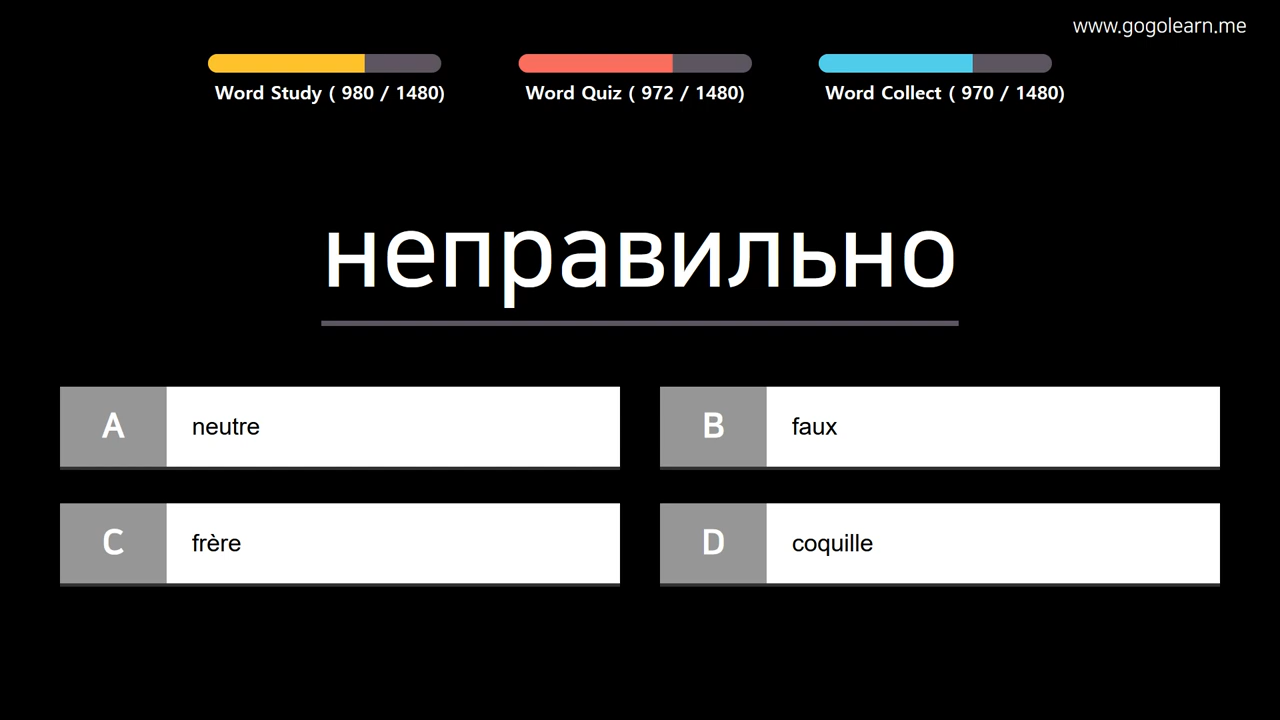 www.gogolearn.me
Word Study ( 980 / 1480)
Word Quiz ( 972 / 1480)
Word Collect ( 970 / 1480)
неправильно
A neutre
B faux
C frère
D coquille